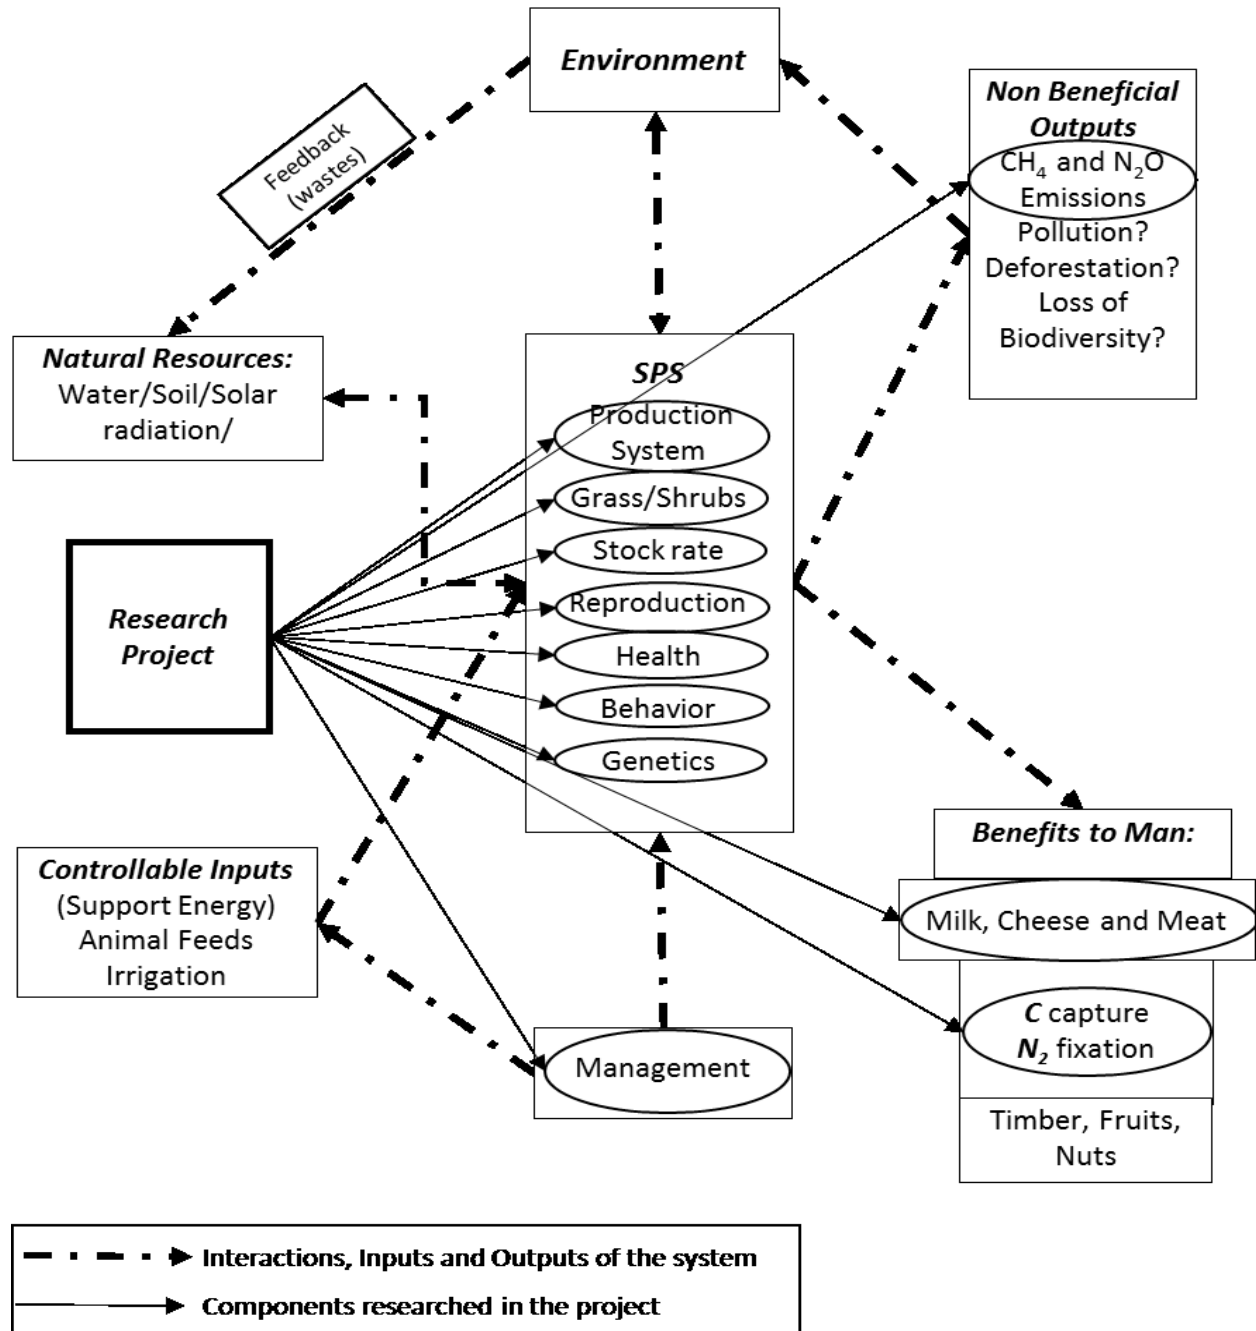 Environment
Feedback
(wastes)
Non Beneficial
Outputs
CH₄ and N₂O
Emissions
Pollution?
Deforestation?
Loss of
Biodiversity?
Natural Resources:
Water/Soil/Solar
radiation/
SPS
Production
System
Grass/Shrubs
Stock rate
Reproduction
Health
Behavior
Genetics
Research
Project
Controllable Inputs
(Support Energy)
Animal Feeds
Irrigation
Management
Benefits to Man:
Milk, Cheese and Meat
C capture
N₂ fixation
Timber, Fruits,
Nuts
Interactions, Inputs and Outputs of the system
Components researched in the project